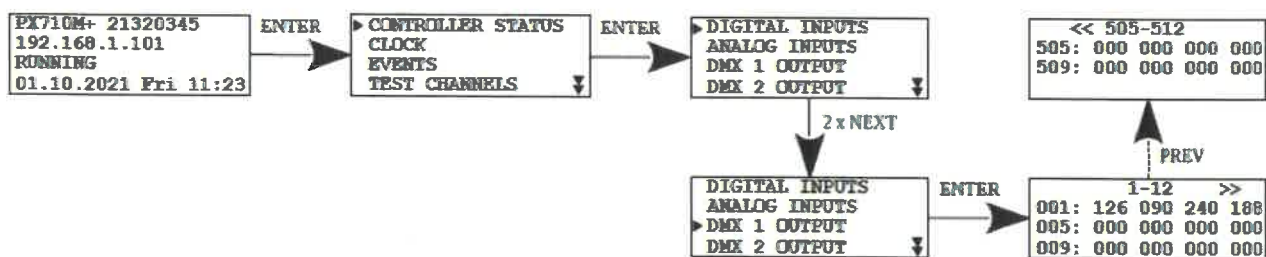 PX710M+ 21320345
192.168.1.101
RUNNING
01.10.2021 Fri 11:23
ENTER
CONTROLLER STATUS
CLOCK
EVENTS
TEST CHANNELS
ENTER
DIGITAL INPUTS
ANALOG INPUTS
DMX 1 OUTPUT
DMX 2 OUTPUT
2 x NEXT
DIGITAL INPUTS
ANALOG INPUTS
DMX 1 OUTPUT
DMX 2 OUTPUT
ENTER
1-12 >>
001: 126 090 240 188
005: 000 000 000 000
009: 000 000 000 000
PREV
<< 505-512
505: 000 000 000 000
509: 000 000 000 000